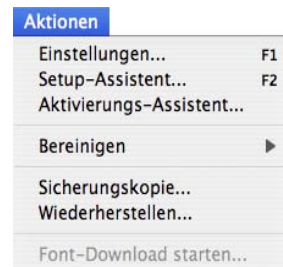 Aktionen
Einstellungen... F1
Setup-Assistent... F2
Aktivierungs-Assistent...
Bereinigen
Sicherungskopie...
Wiederherstellen...
Font-Download starten...